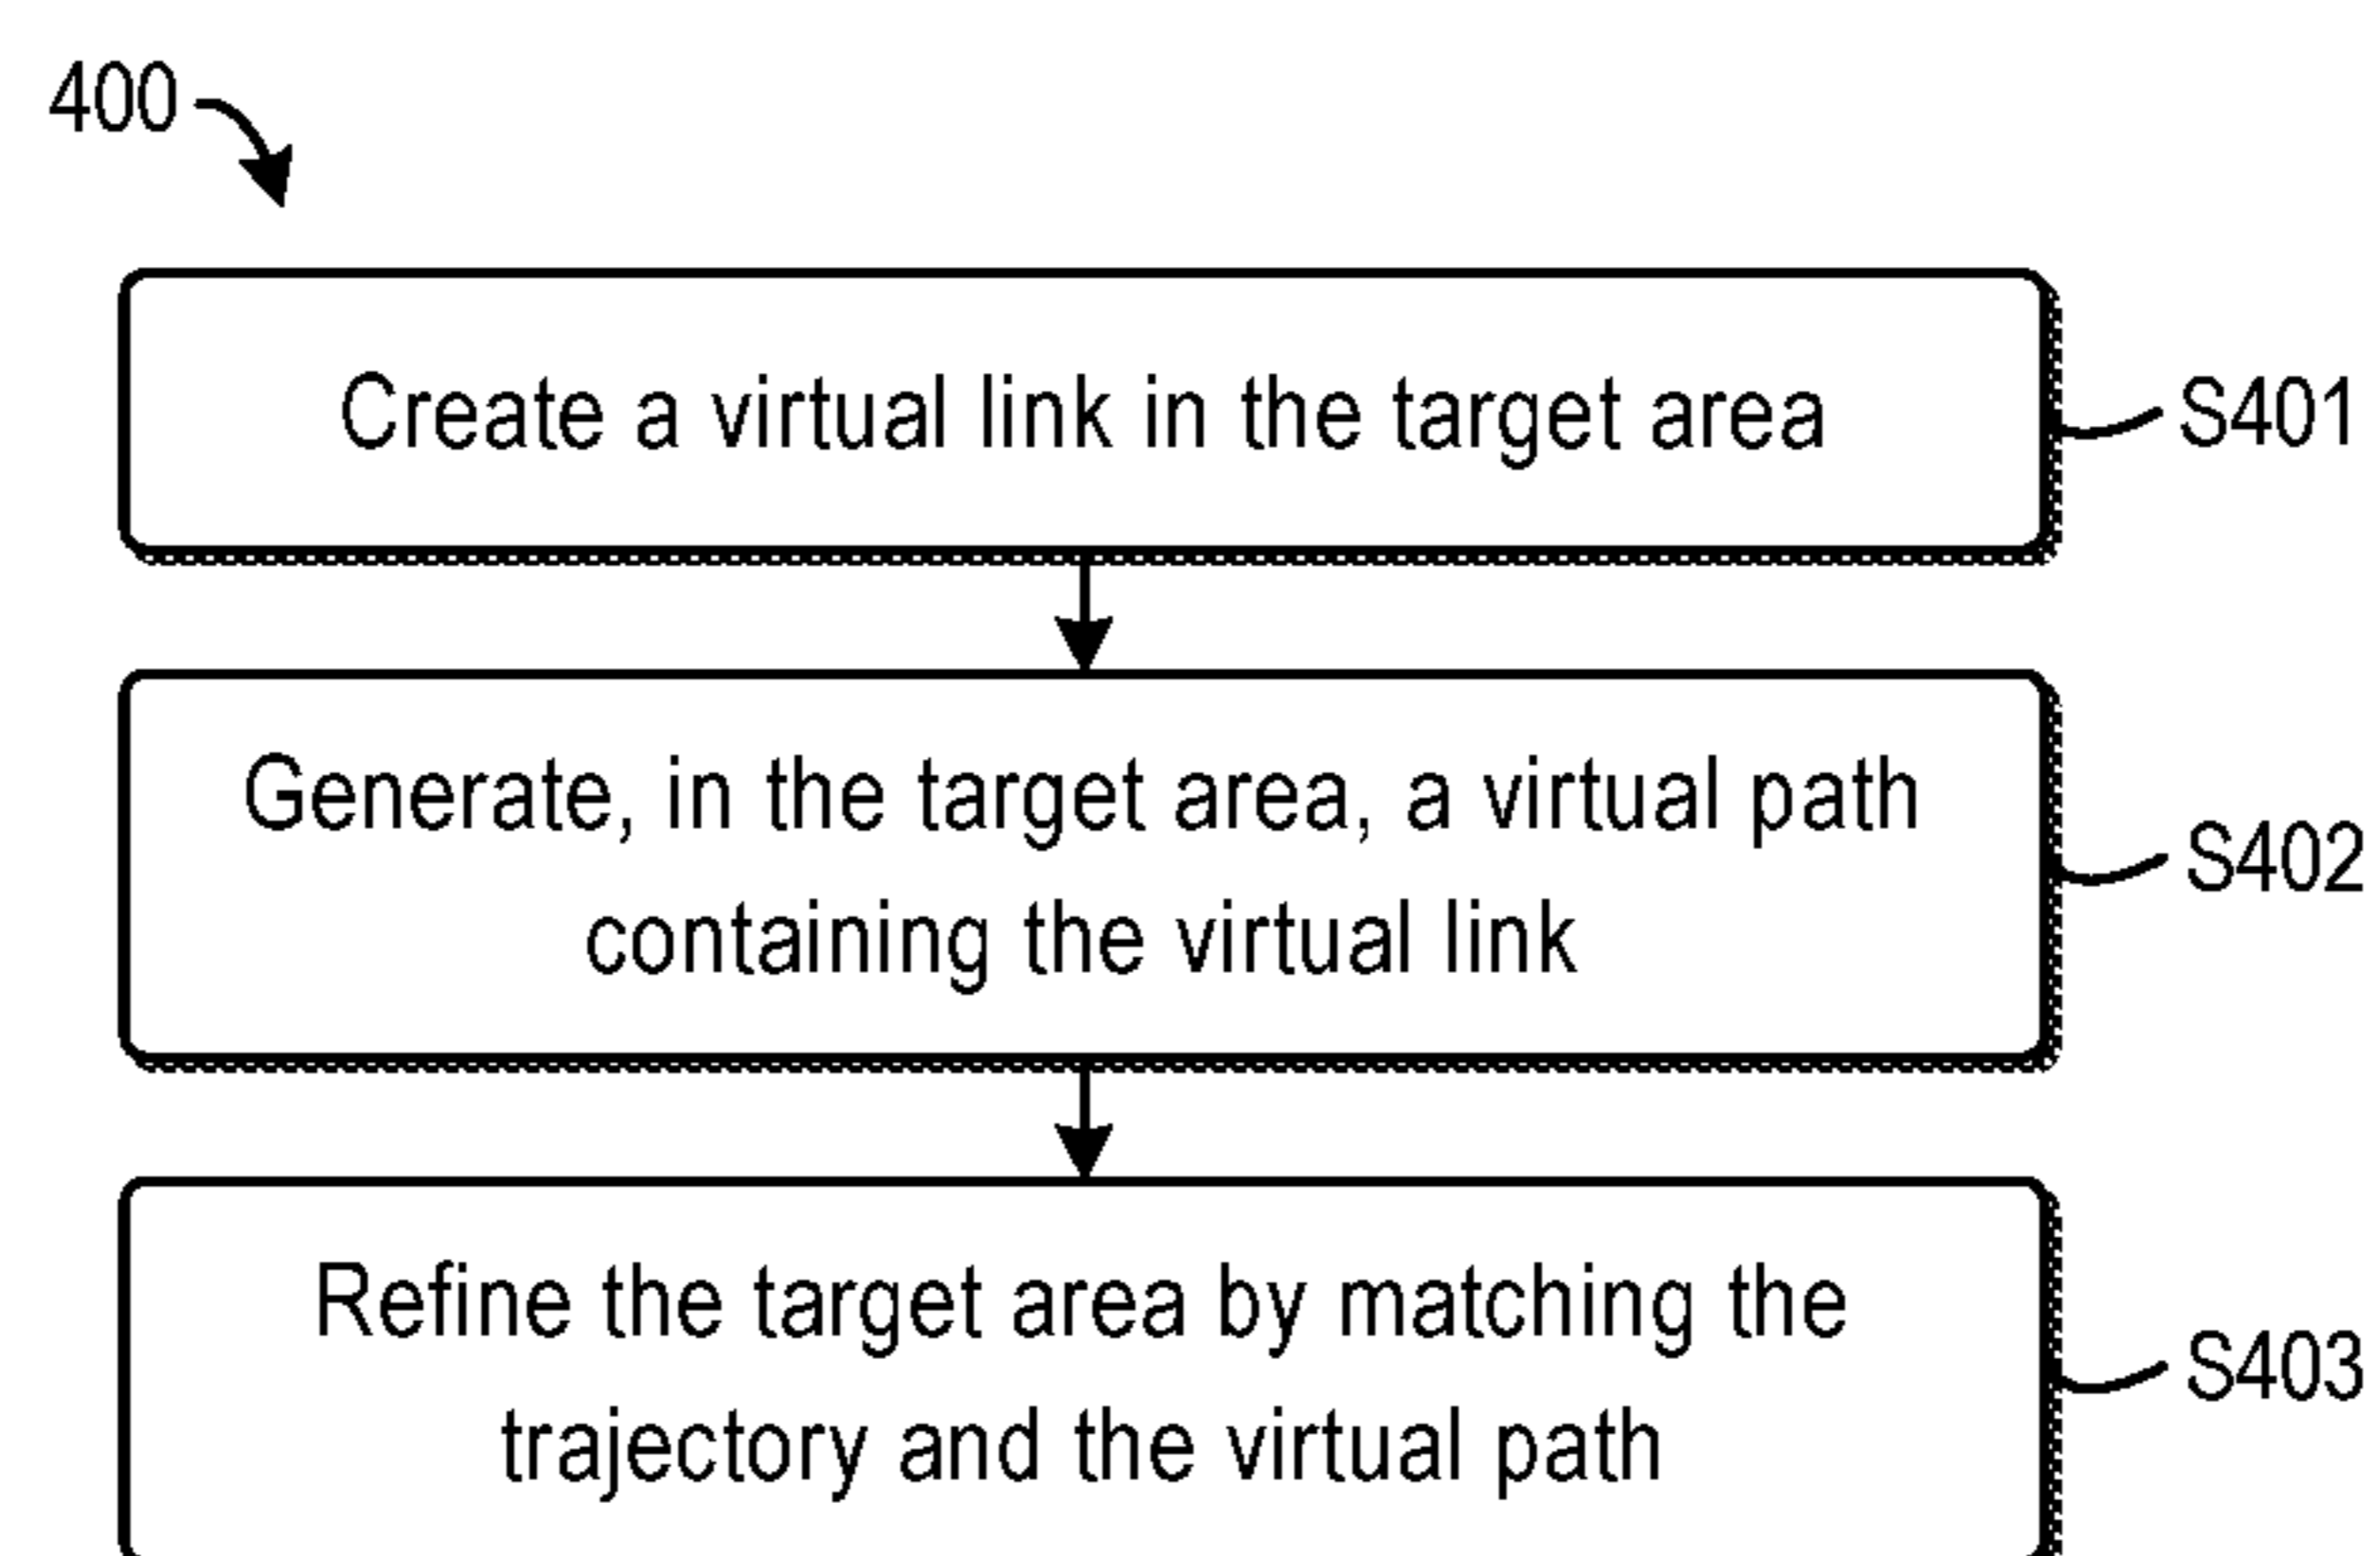 400
Create a virtual link in the target area
S401
Generate, in the target area, a virtual path
containing the virtual link
S402
Refine the target area by matching the
trajectory and the virtual path
S403